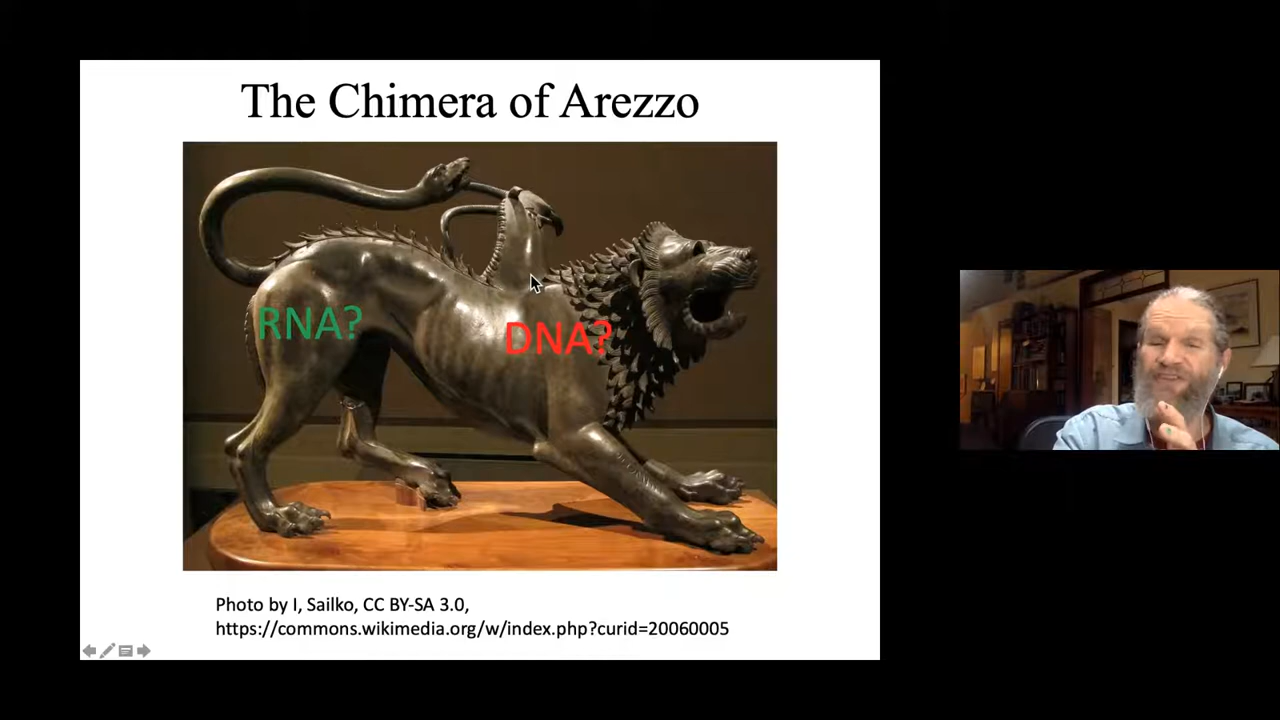 The Chimera of Arezzo
RNA?
DNA?
Photo by I, Sailko, CC BY-SA 3.0,
https://commons.wikimedia.org/w/index.php?curid=20060005